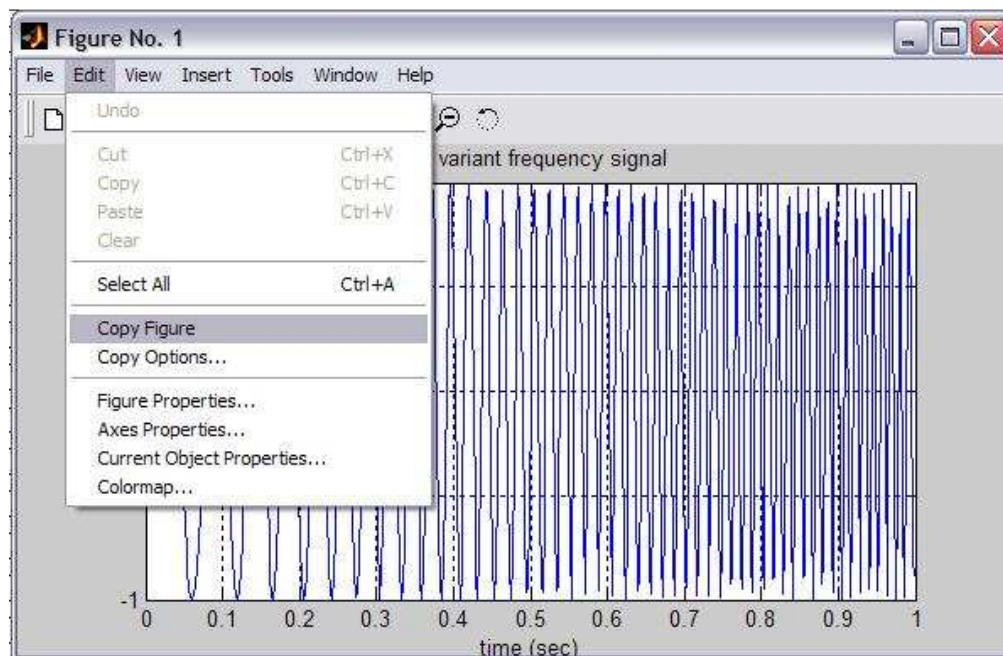 Figure No. 1
File Edit View Insert Tools Window Help
Undo
Cut Ctrl+X
Copy Ctrl+C
Paste Ctrl+V
Clear
Select All Ctrl+A
Copy Figure
Copy Options...
Figure Properties...
Axes Properties...
Current Object Properties...
Colormap...
variant frequency signal
-1
0 0.1 0.2 0.3 0.4 0.5 0.6 0.7 0.8 0.9 1
time (sec)